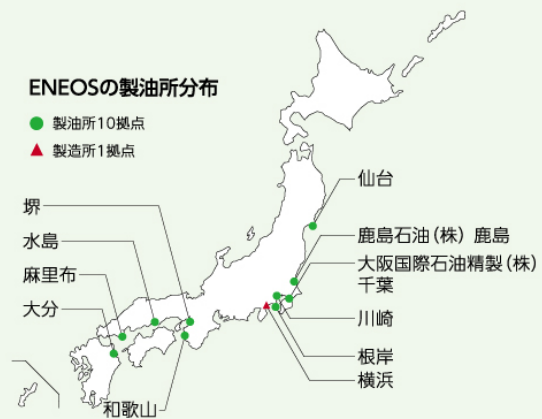 ENEOSの製油所分布
製油所10拠点
製造所1拠点
仙台
鹿島石油(株) 鹿島
大阪国際石油精製(株)
千葉
川崎
根岸
横浜
堺
水島
麻里布
大分
和歌山